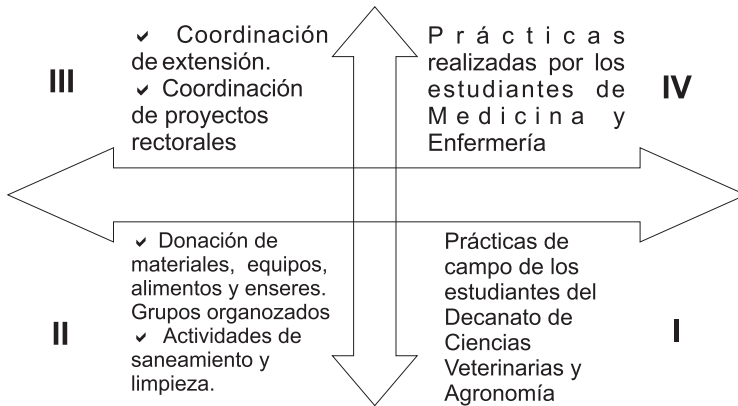 III
✓ Coordinación
de extensión.
✓ Coordinación
de proyectos
rectorales
Prácticas
realizadas por los
estudiantes de
Medicina y
Enfermería
IV
II
✓ Donación de
materiales, equipos,
alimentos y enseres.
Grupos organozados
✓ Actividades de
saneamiento y
limpieza.
Prácticas de
campo de los
estudiantes del
Decanato de
Ciencias
Veterinarias y
Agronomía
I